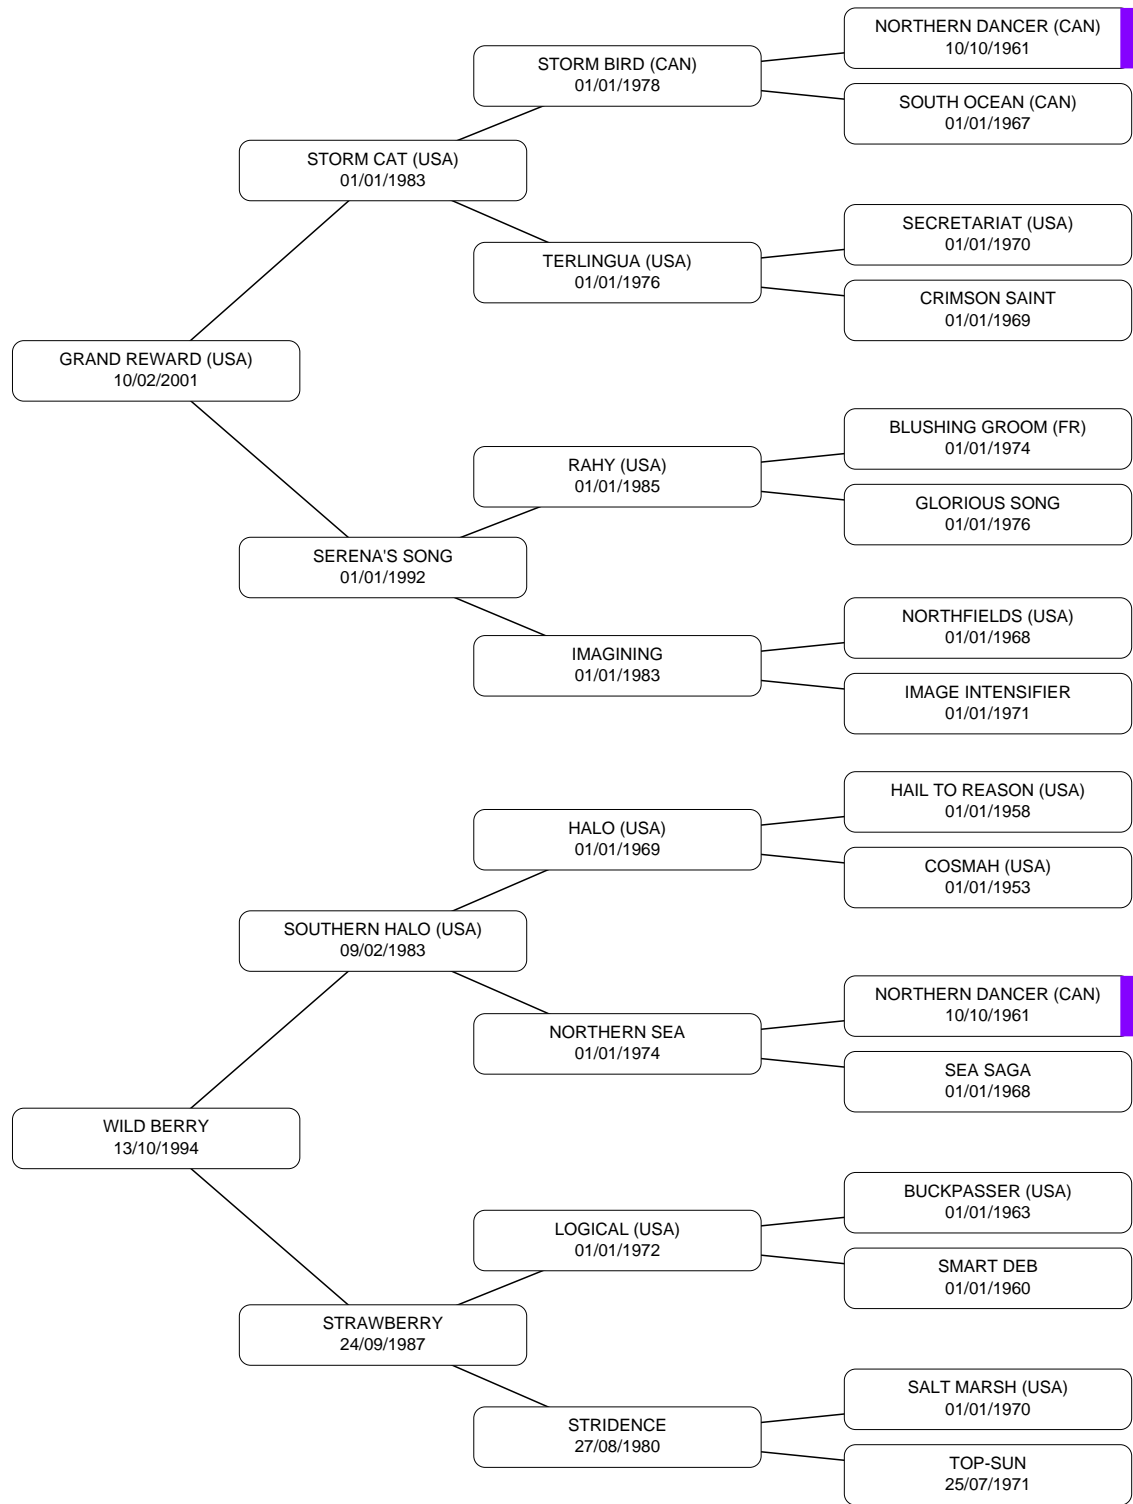 NORTHERN DANCER (CAN)
10/10/1961
STORM BIRD (CAN)
01/01/1978
SOUTH OCEAN (CAN)
01/01/1967
STORM CAT (USA)
01/01/1983
SECRETARIAT (USA)
01/01/1970
TERLINGUA (USA)
01/01/1976
CRIMSON SAINT
01/01/1969
GRAND REWARD (USA)
10/02/2001
BLUSHING GROOM (FR)
01/01/1974
RAHY (USA)
01/01/1985
GLORIOUS SONG
01/01/1976
SERENA'S SONG
01/01/1992
NORTHFIELDS (USA)
01/01/1968
IMAGINING
01/01/1983
IMAGE INTENSIFIER
01/01/1971
HAIL TO REASON (USA)
01/01/1958
HALO (USA)
01/01/1969
COSMAH (USA)
01/01/1953
SOUTHERN HALO (USA)
09/02/1983
NORTHERN DANCER (CAN)
10/10/1961
NORTHERN SEA
01/01/1974
SEA SAGA
01/01/1968
WILD BERRY
13/10/1994
BUCKPASSER (USA)
01/01/1963
LOGICAL (USA)
01/01/1972
SMART DEB
01/01/1960
STRAWBERRY
24/09/1987
SALT MARSH (USA)
01/01/1970
STRIDENCE
27/08/1980
TOP-SUN
25/07/1971